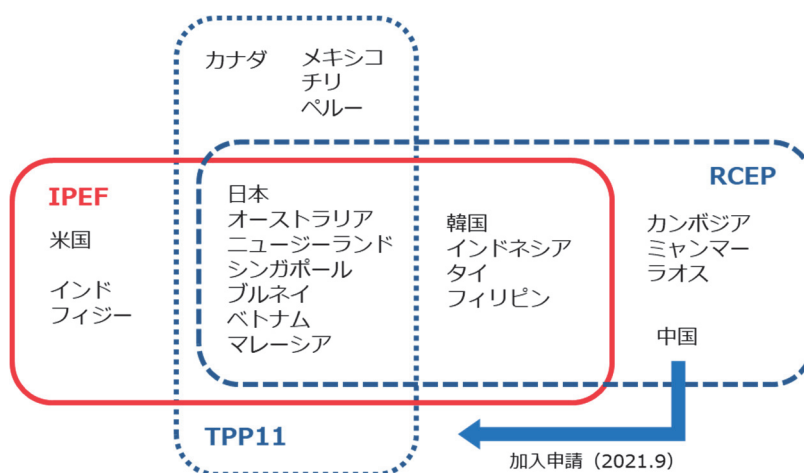 カナダ
メキシコ
チリ
ペルー
RCEP
IPEF
米国
インド
フィジー
日本
オーストラリア
ニュージーランド
シンガポール
ブルネイ
ベトナム
マレーシア
韓国
インドネシア
タイ
フィリピン
カンボジア
ミャンマー
ラオス
中国
TPP11
加入申請（2021.9）